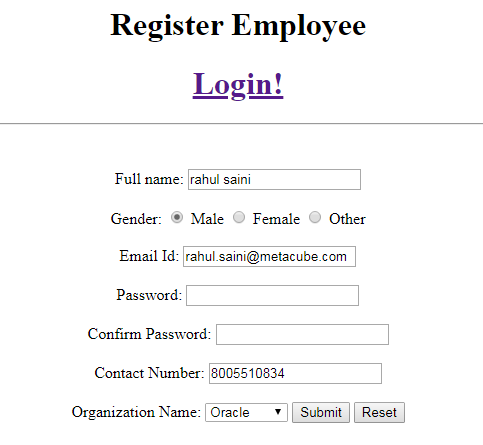 Register Employee
Login!
Full name: rahul saini
Gender: Male Female Other
Email Id: rahul.saini@metacube.com
Password:
Confirm Password:
Contact Number: 8005510834
Organization Name: Oracle Submit Reset